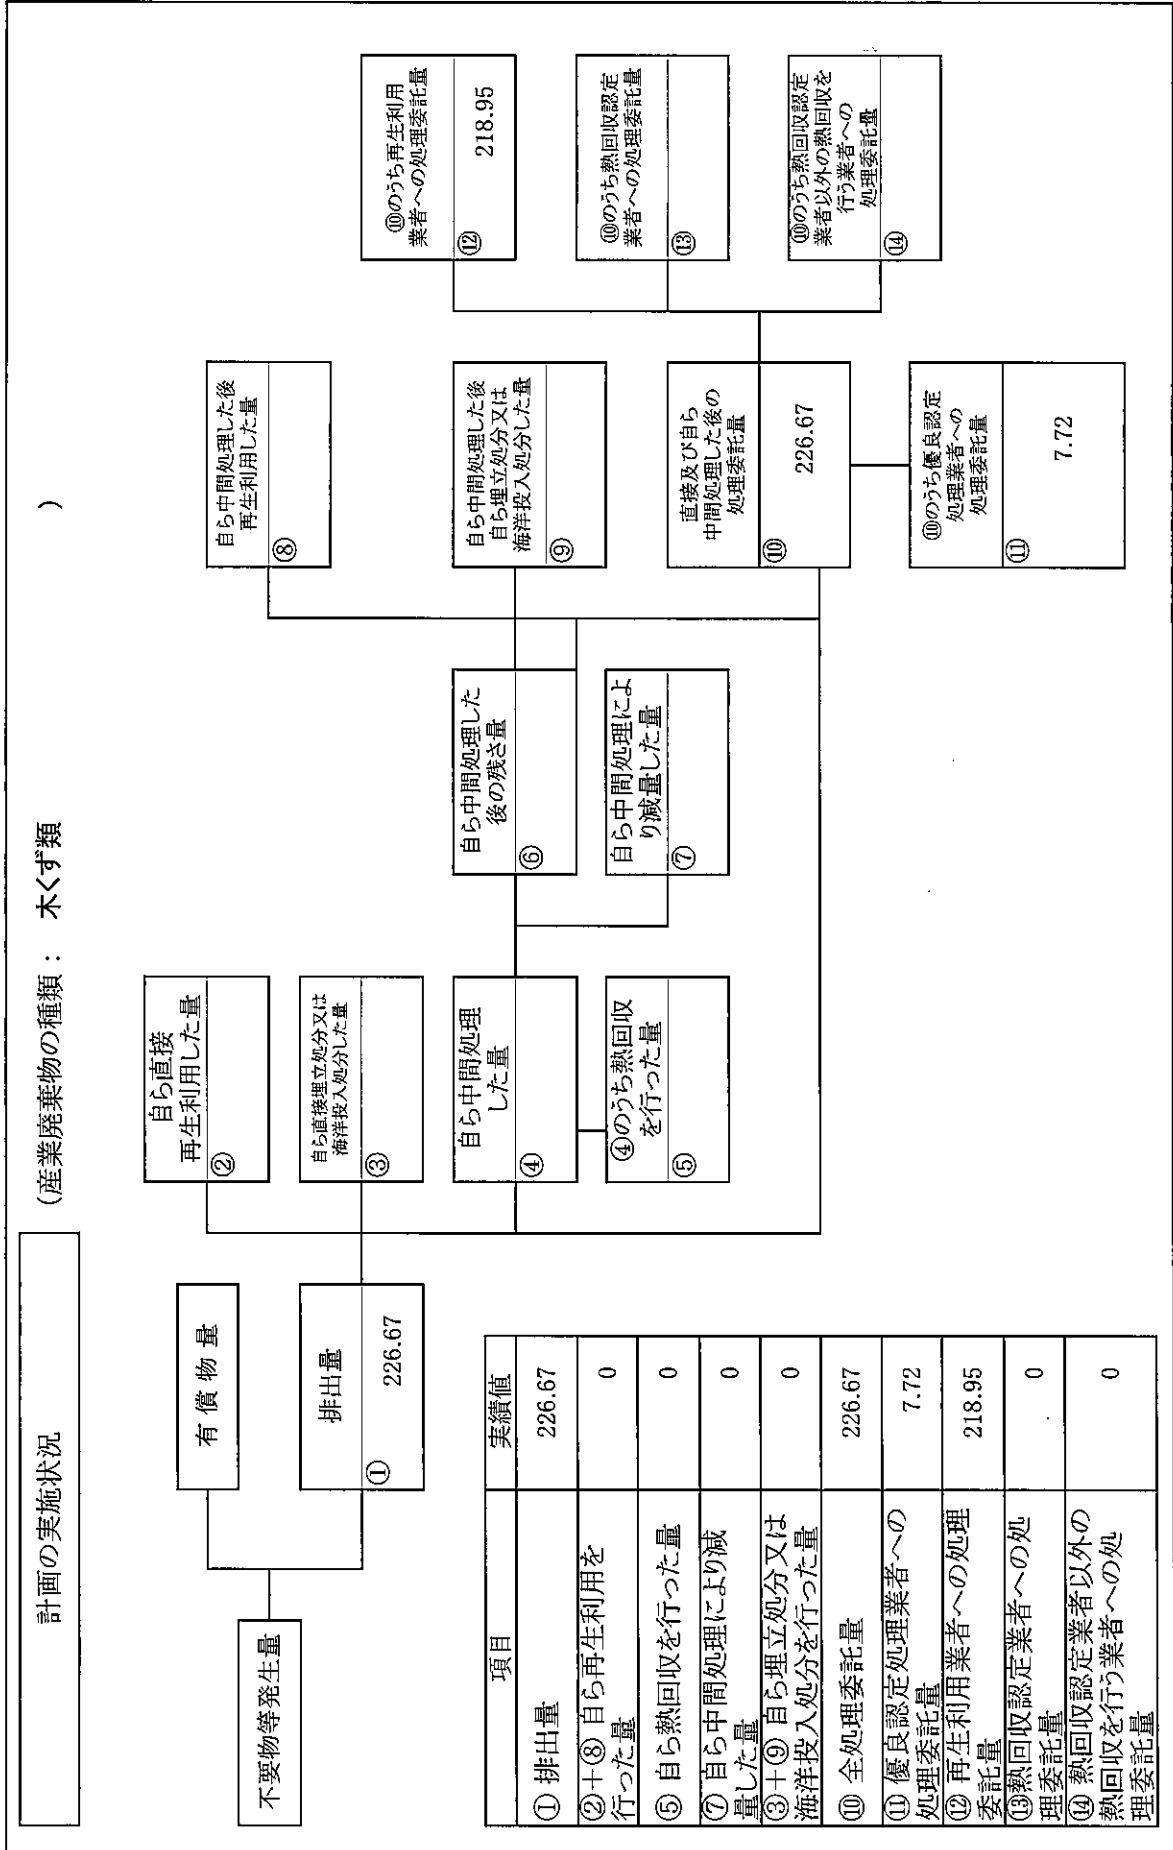 計画の実施状況
(産業廃棄物の種類： 木くず類 )
不要物等発生量
有償物量
排出量
①
226.67
自ら直接
再生利用した量
②
自ら直接埋立処分又は
海洋投入処分した量
③
自ら中間処理
した量
④
④のうち熱回収
を行った量
⑤
自ら中間処理した
後の残さ量
⑥
自ら中間処理によ
り減量した量
⑦
自ら中間処理した後
再生利用した量
⑧
自ら中間処理した後
自ら埋立処分又は
海洋投入処分した量
⑨
直接及び自ら
中間処理した後の
処理委託量
⑩
226.67
⑩のうち優良認定
処理業者への
処理委託量
⑪
7.72
⑩のうち再生利用
業者への処理委託量
⑫
218.95
⑩のうち熱回収認定
業者への処理委託量
⑬
⑩のうち熱回収認定
業者以外の熱回収を
行う業者への
処理委託量
⑭
項目 実績値
① 排出量 226.67
②＋⑧ 自ら再生利用を
行った量 0
⑤ 自ら熱回収を行った量 0
⑦ 自ら中間処理により減
量した量 0
③＋⑨ 自ら埋立処分又は
海洋投入処分を行った量 0
⑩ 全処理委託量 226.67
⑪ 優良認定処理業者への
処理委託量 7.72
⑫ 再生利用業者への処理
委託量 218.95
⑬熱回収認定業者への処
理委託量 0
⑭ 熱回収認定業者以外の
熱回収を行う業者への処
理委託量 0